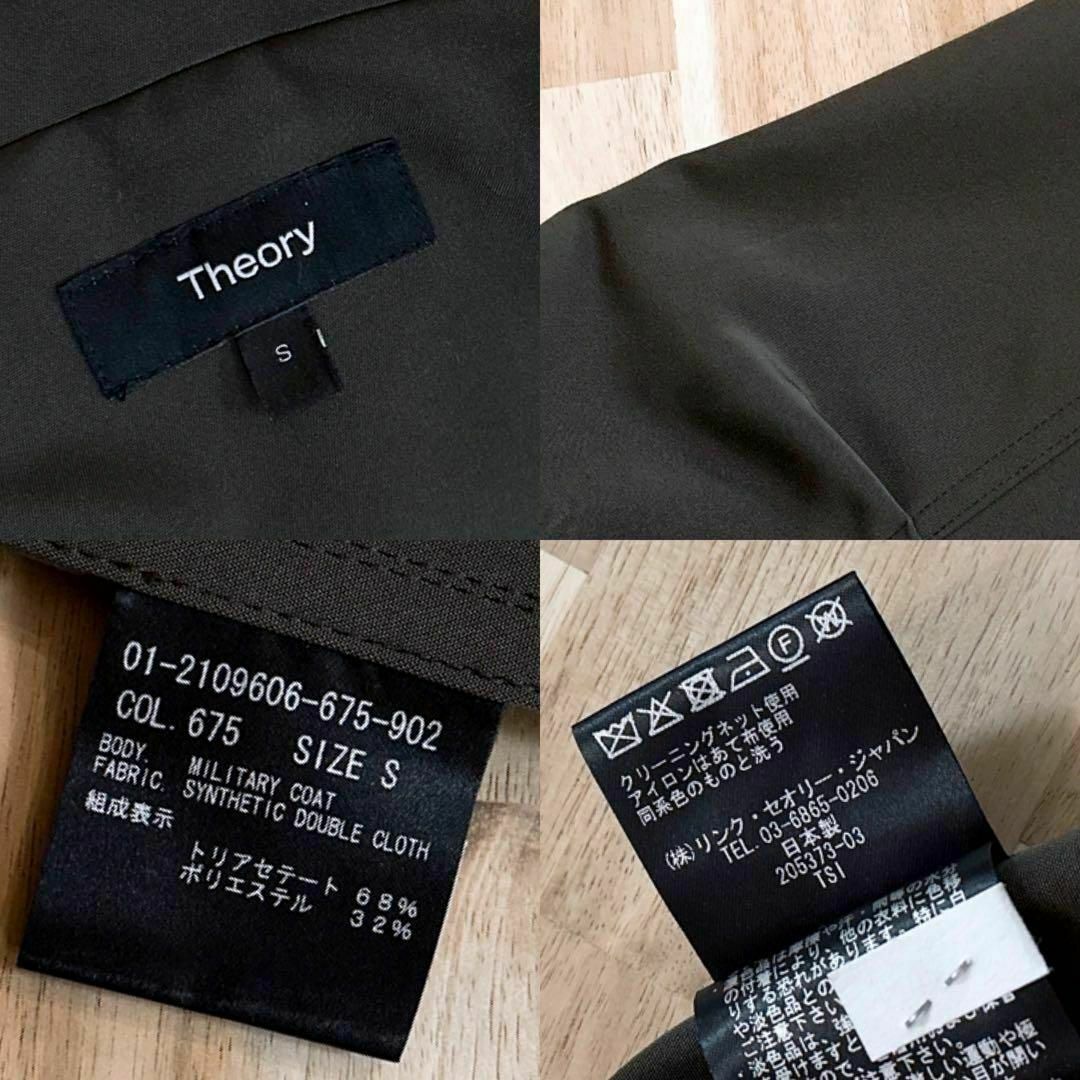 Theory
S
01-2109606-675-902
COL. 675 SIZE S
BODY. MILITARY COAT
FABRIC. SYNTHETIC DOUBLE CLOTH
組成表示
トリアセテート 68%
ポリエステル 32%
F
W
クリーニングネット使用
アイロンはあて布使用
同系色のものと洗う
(株)リンク・セオリー・ジャパン
TEL. 03-6865-0206
日本製
205373-03
TSI